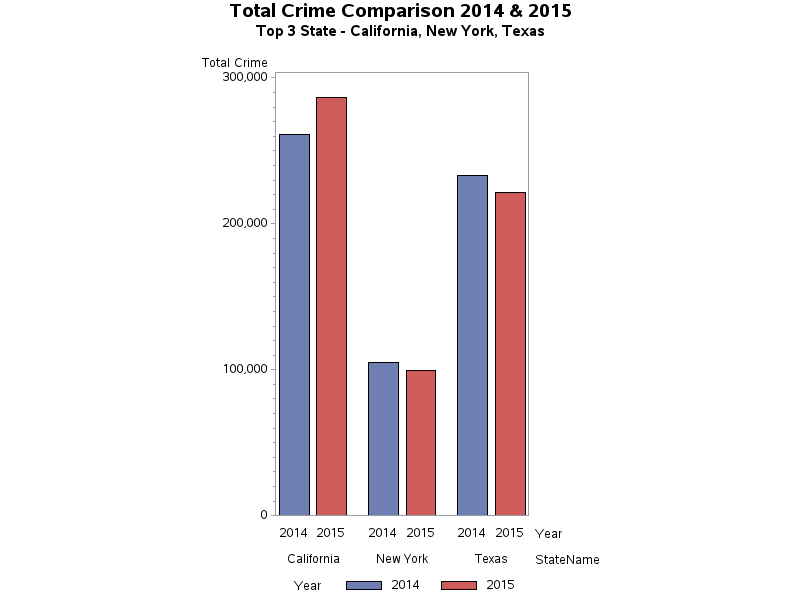 Total Crime Comparison 2014 & 2015
Top 3 State - California, New York, Texas
Total Crime
300,000
200,000
100,000
0
2014 2015 2014 2015 2014 2015 Year
California New York Texas StateName
Year 2014 2015